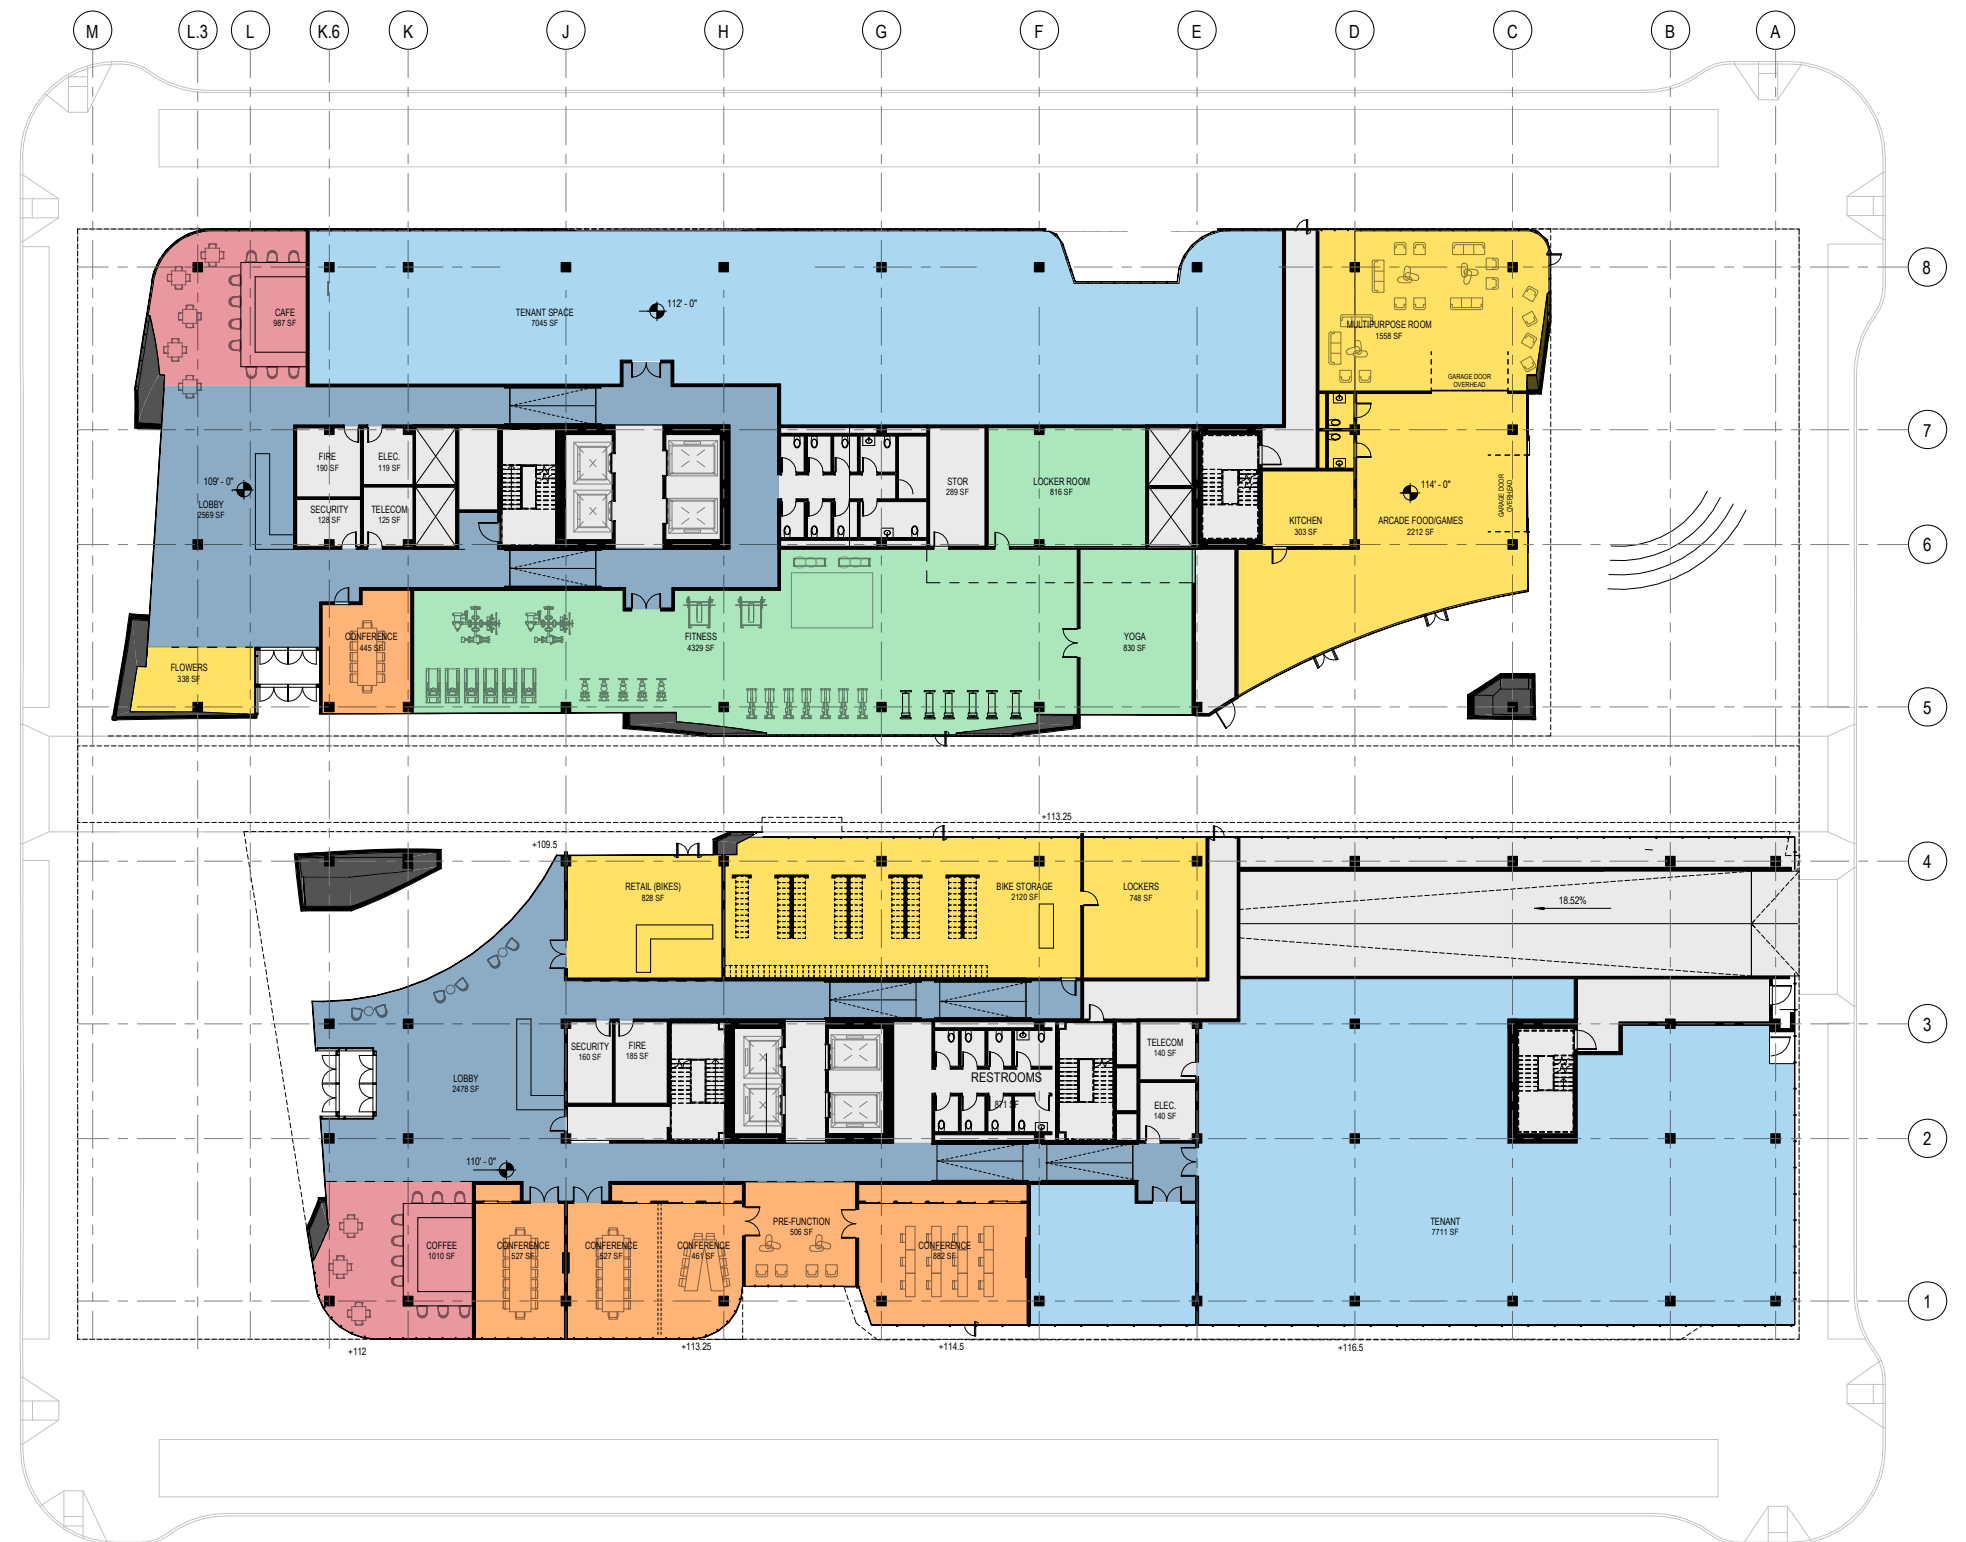 M L.3 L K.6 K J H G F E D C B A
8
CAFE
987 SF
TENANT SPACE
7045 SF
112' - 0"
MULTIPURPOSE ROOM
1558 SF
GARAGE DOOR
OVERHEAD
7
FIRE
190 SF
ELEC.
119 SF
109' - 0"
LOBBY
2569 SF
SECURITY
128 SF
TELECOM
125 SF
STOR
289 SF
LOCKER ROOM
816 SF
114' - 0"
KITCHEN
303 SF
ARCADE FOOD/GAMES
2212 SF
GARAGE DOOR
OVERHEAD
6
CONFERENCE
445 SF
FITNESS
4329 SF
YOGA
830 SF
FLOWERS
338 SF
5
+113.25
+109.5
4
RETAIL (BIKES)
828 SF
BIKE STORAGE
2120 SF
LOCKERS
748 SF
18.52%
3
SECURITY
160 SF
FIRE
185 SF
TELECOM
140 SF
LOBBY
2478 SF
RESTROOMS
871 SF
ELEC.
140 SF
2
110' - 0"
PRE-FUNCTION
506 SF
TENANT
7711 SF
COFFEE
1010 SF
CONFERENCE
527 SF
CONFERENCE
527 SF
CONFERENCE
461 SF
CONFERENCE
882 SF
1
+112
+113.25
+114.5
+116.5